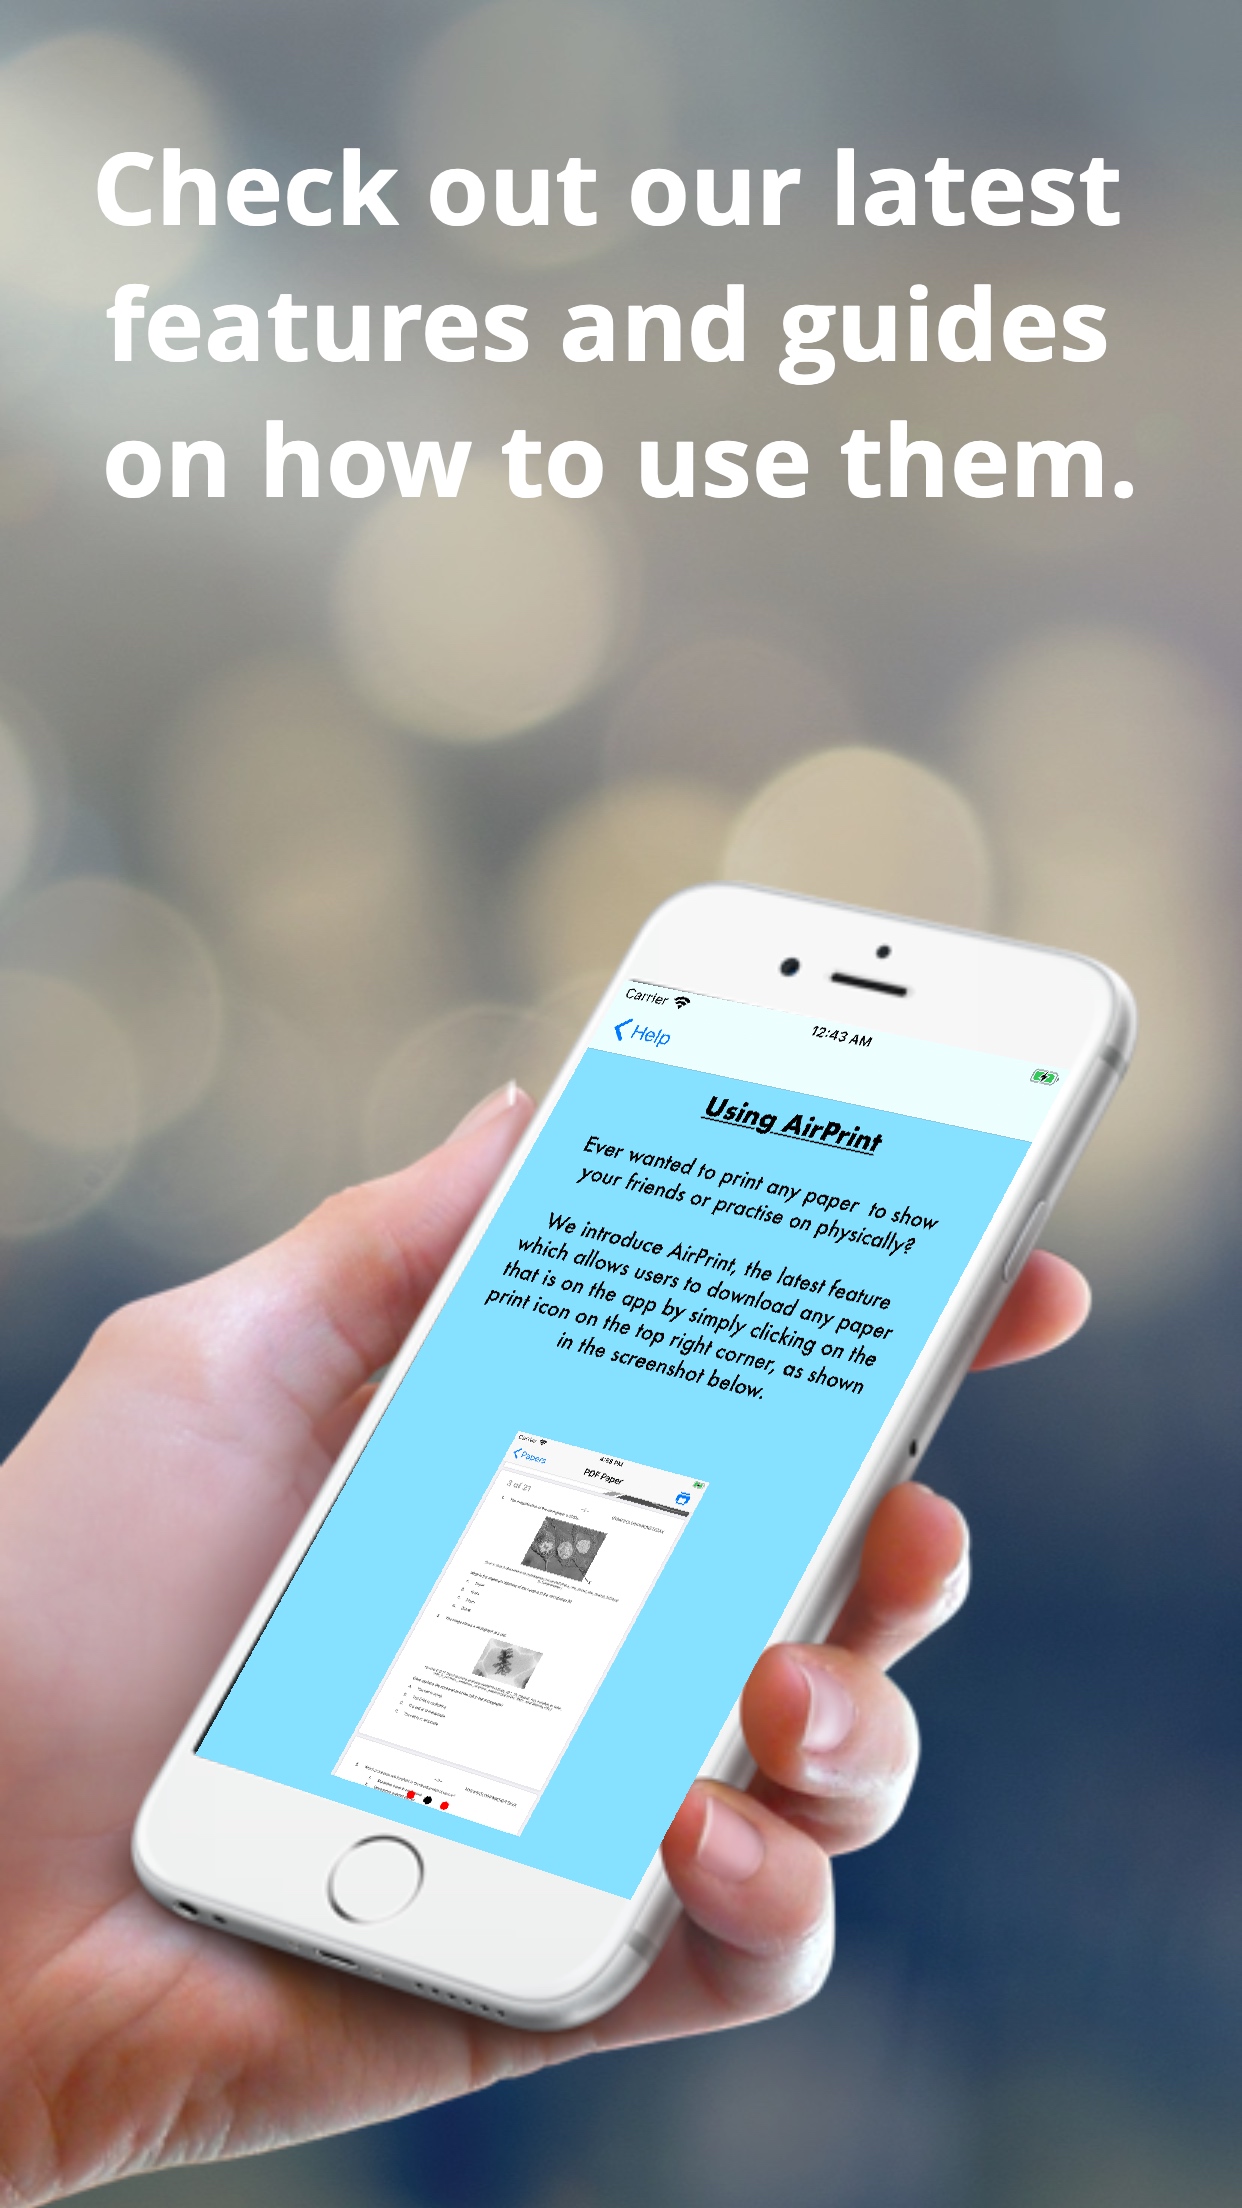 Check out our latest
features and guides
on how to use them.
Carrier
12:43 AM
Help
Using AirPrint
Ever wanted to print any paper to show
your friends or practise on physically?
We introduce AirPrint, the latest feature
which allows users to download any paper
that is on the app by simply clicking on the
print icon on the top right corner, as shown
in the screenshot below.
Carrier
4:58 PM
Papers
PDF Paper
3 of 21